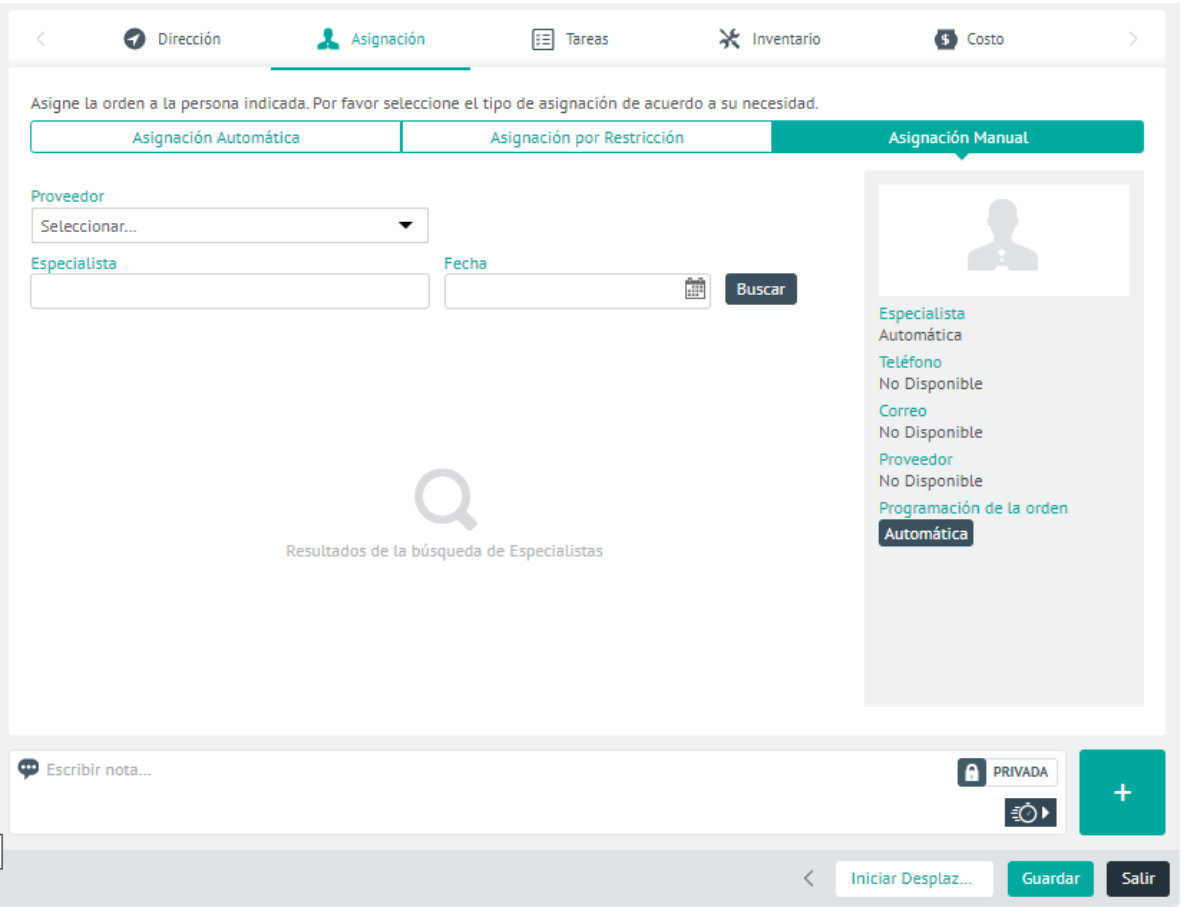 Dirección
Asignación
Tareas
Inventario
$ Costo
Asigne la orden a la persona indicada. Por favor seleccione el tipo de asignación de acuerdo a su necesidad.
Asignación Automática
Asignación por Restricción
Asignación Manual
Proveedor
Seleccionar...
Especialista
Fecha
Buscar
Resultados de la búsqueda de Especialistas
Especialista
Automática
Teléfono
No Disponible
Correo
No Disponible
Proveedor
No Disponible
Programación de la orden
Automática
Escribir nota...
PRIVADA
+
Iniciar Desplaz...
Guardar
Salir